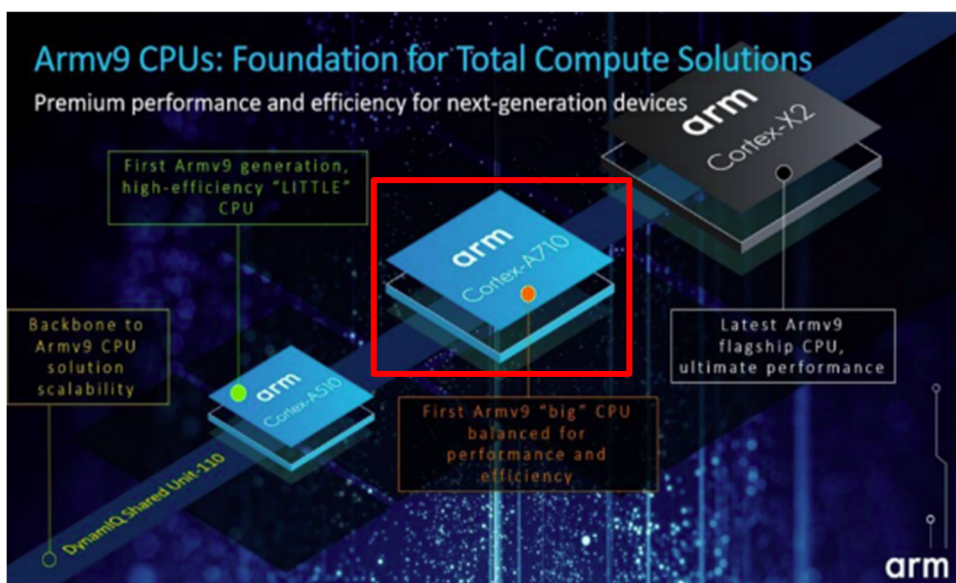 Armv9 CPUs: Foundation for Total Compute Solutions
Premium performance and efficiency for next-generation devices
arm
Cortex-X2
First Armv9 generation,
high-efficiency "LITTLE"
CPU
arm
Cortex-A710
Backbone to
Armv9 CPU
solution
scalability
Latest Armv9
flagship CPU,
ultimate performance
arm
Cortex-A510
First Armv9 "big" CPU
balanced for
performance and
efficiency
DynamIQ Shared Unit-110
arm